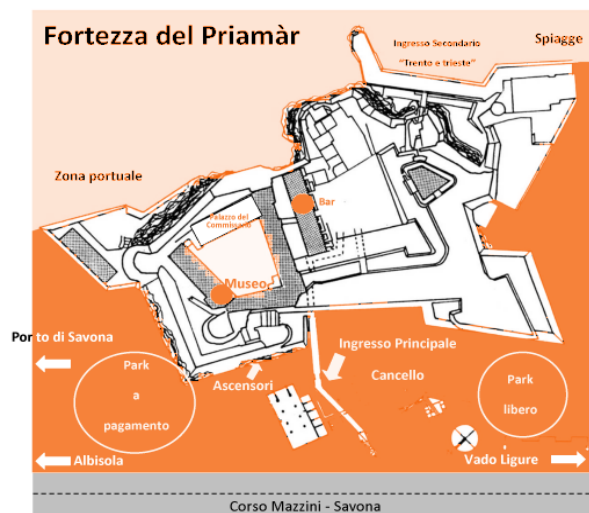 Fortezza del Priamàr
Ingresso Secondario
"Trento e trieste"
Spiagge
Zona portuale
Bar
Palazzo del
Commissario
Museo
Porto di Savona
Ingresso Principale
Cancello
Ascensori
Park
a
pagamento
Park
libero
Albisola
Vado Ligure
Corso Mazzini - Savona